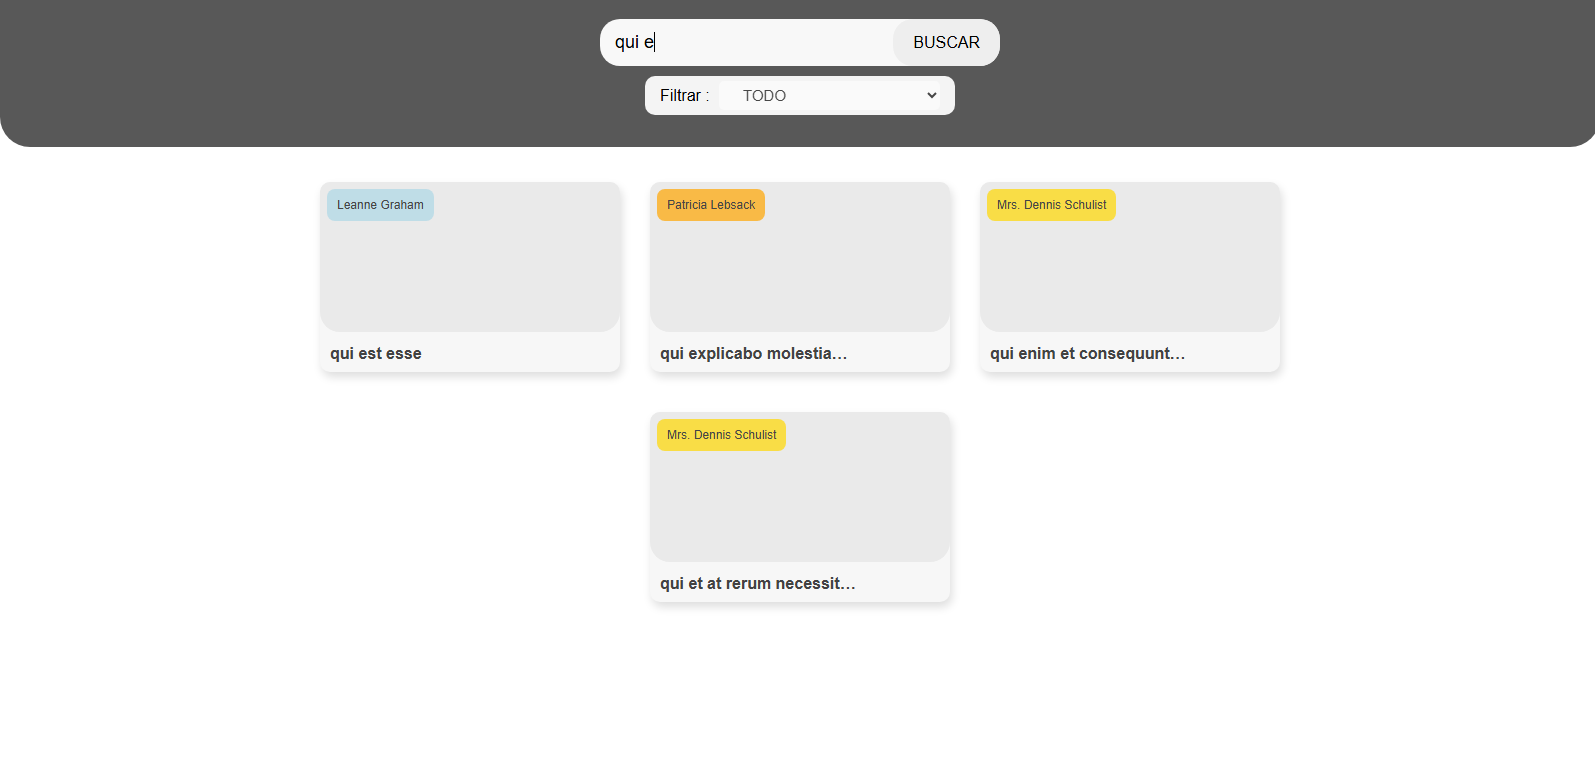 qui e
BUSCAR
Filtrar :
TODO
Leanne Graham
qui est esse
Patricia Lebsack
qui explicabo molestia...
Mrs. Dennis Schulist
qui enim et consequunt...
Mrs. Dennis Schulist
qui et at rerum necessit...